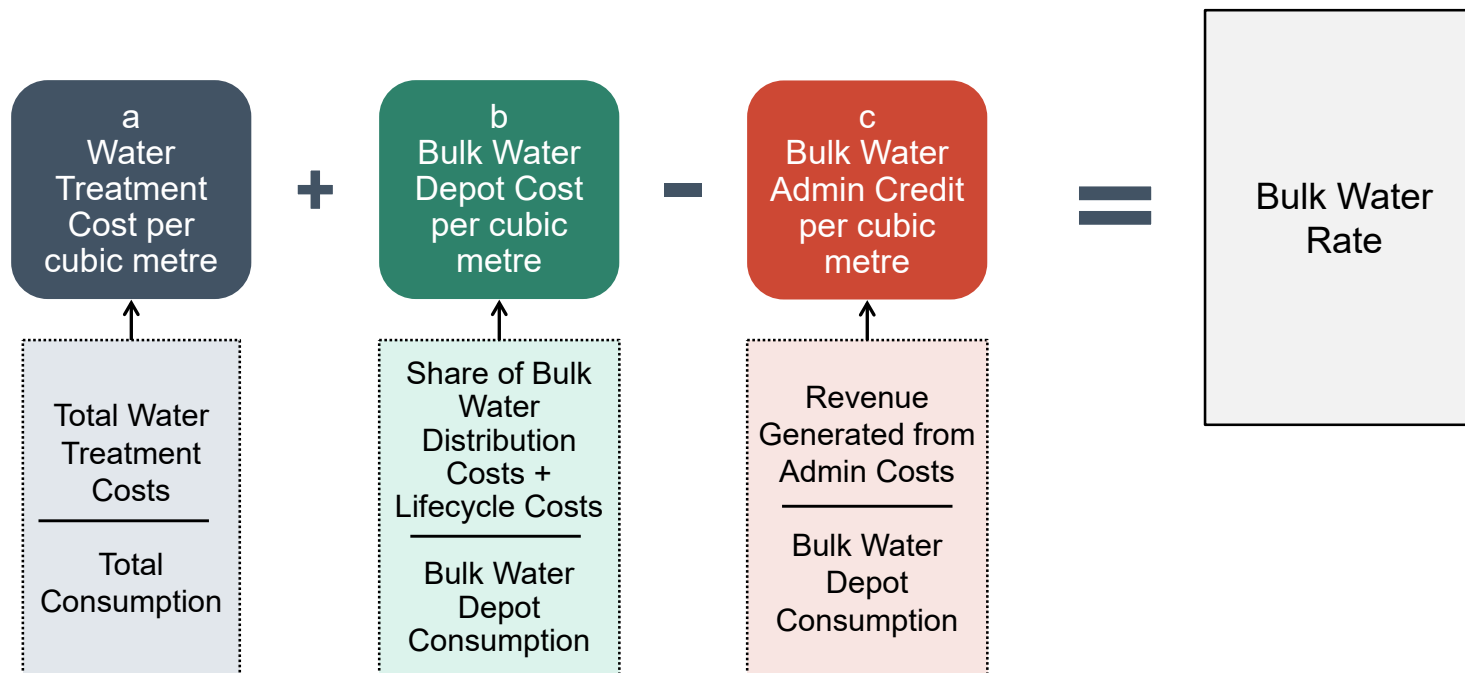 a
Water
Treatment
Cost per
cubic metre
+
b
Bulk Water
Depot Cost
per cubic
metre
-
c
Bulk Water
Admin Credit
per cubic
metre
=
Bulk Water
Rate
Total Water
Treatment
Costs
Total
Consumption
Share of Bulk
Water
Distribution
Costs +
Lifecycle Costs
Bulk Water
Depot
Consumption
Revenue
Generated from
Admin Costs
Bulk Water
Depot
Consumption